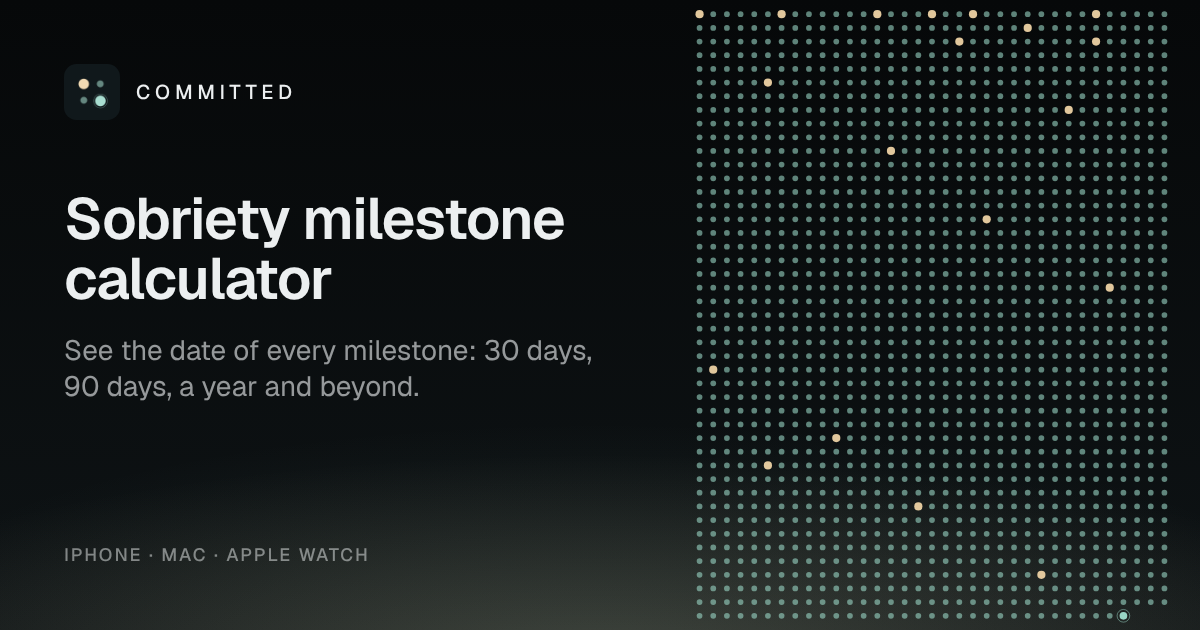 COMMITTED
Sobriety milestone
calculator
See the date of every milestone: 30 days,
90 days, a year and beyond.
IPHONE · MAC · APPLE WATCH